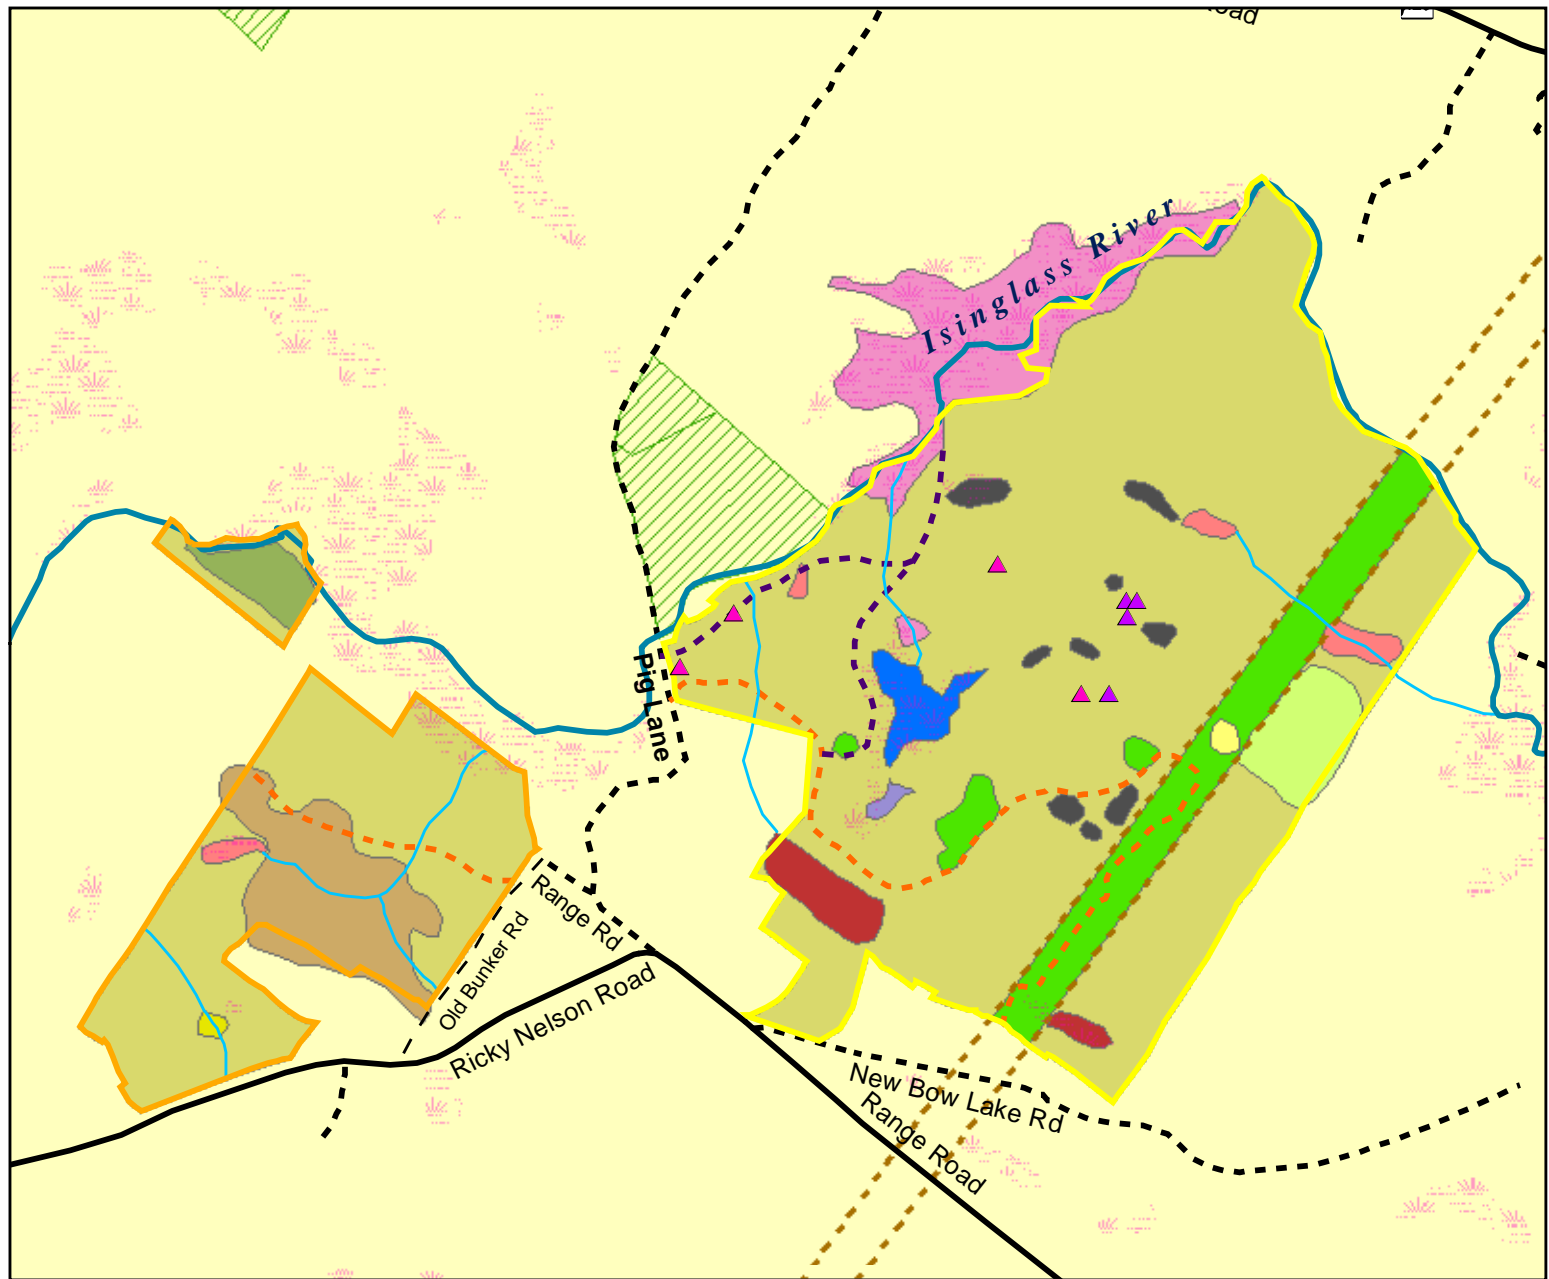 oad
Isinglass River
Pig Lane
Range Rd
Old Bunker Rd
Ricky Nelson Road
New Bow Lake Rd
Range Road